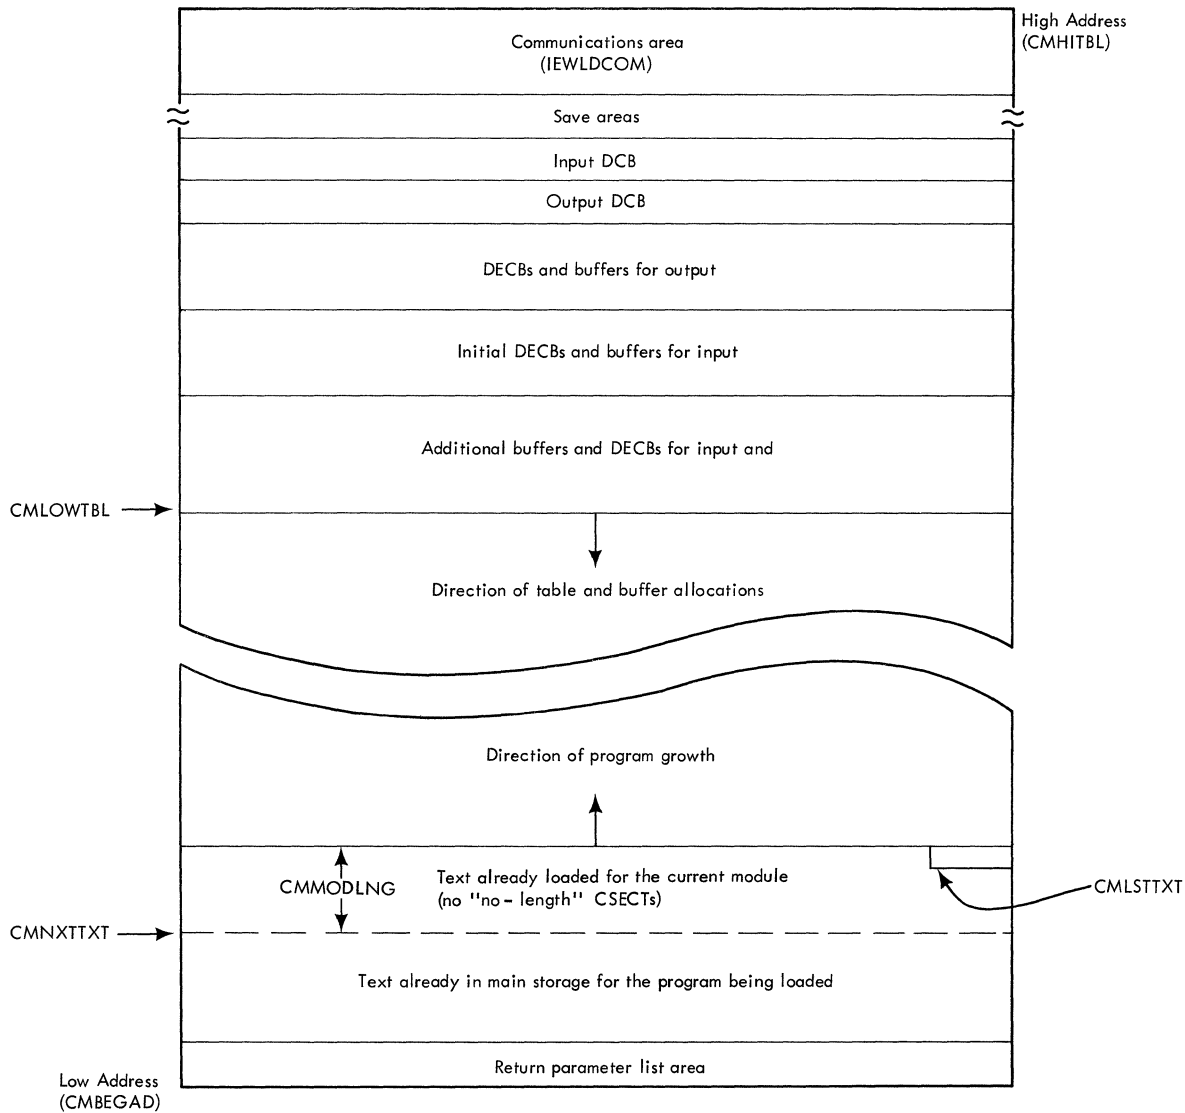 High Address
(CMHITBL)
Communications area
(IEWLDCOM)
Save areas
Input DCB
Output DCB
DECBs and buffers for output
Initial DECBs and buffers for input
Additional buffers and DECBs for input and
CMLOWTBL
Direction of table and buffer allocations
Direction of program growth
CMMODLNG
Text already loaded for the current module
(no "no-length" CSECTs)
CMLSTTXT
CMNXTTXT
Text already in main storage for the program being loaded
Return parameter list area
Low Address
(CMBEGAD)